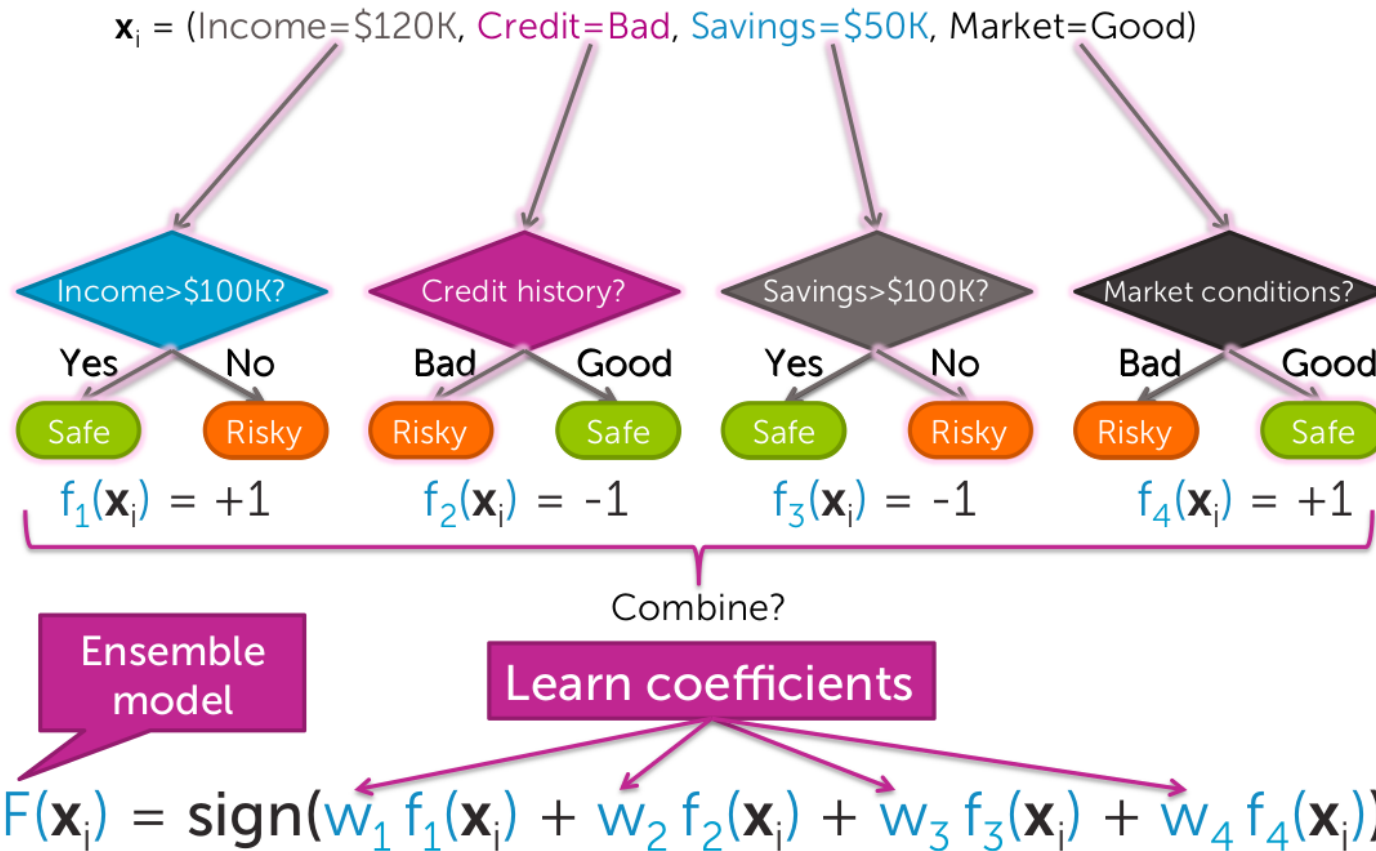 xi = (Income=$120K, Credit=Bad, Savings=$50K, Market=Good)
Income>$100K? Credit history? Savings>$100K? Market conditions?
Yes No Bad Good Yes No Bad Good
Safe Risky Risky Safe Safe Risky Risky Safe
f1(xi) = +1 f2(xi) = -1 f3(xi) = -1 f4(xi) = +1
Combine?
Ensemble
model
Learn coefficients
F(xi) = sign(w1 f1(xi) + w2 f2(xi) + w3 f3(xi) + w4 f4(xi))